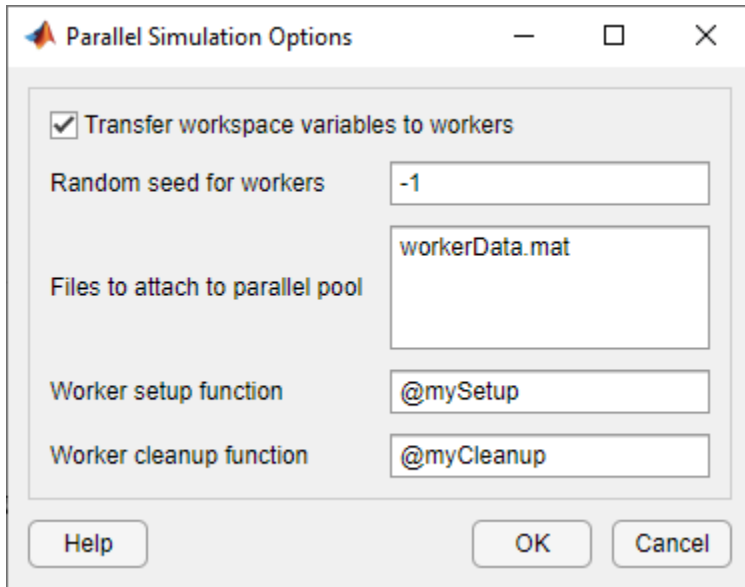 Parallel Simulation Options
Transfer workspace variables to workers
Random seed for workers
-1
Files to attach to parallel pool
workerData.mat
Worker setup function
@mySetup
Worker cleanup function
@myCleanup
Help
OK
Cancel